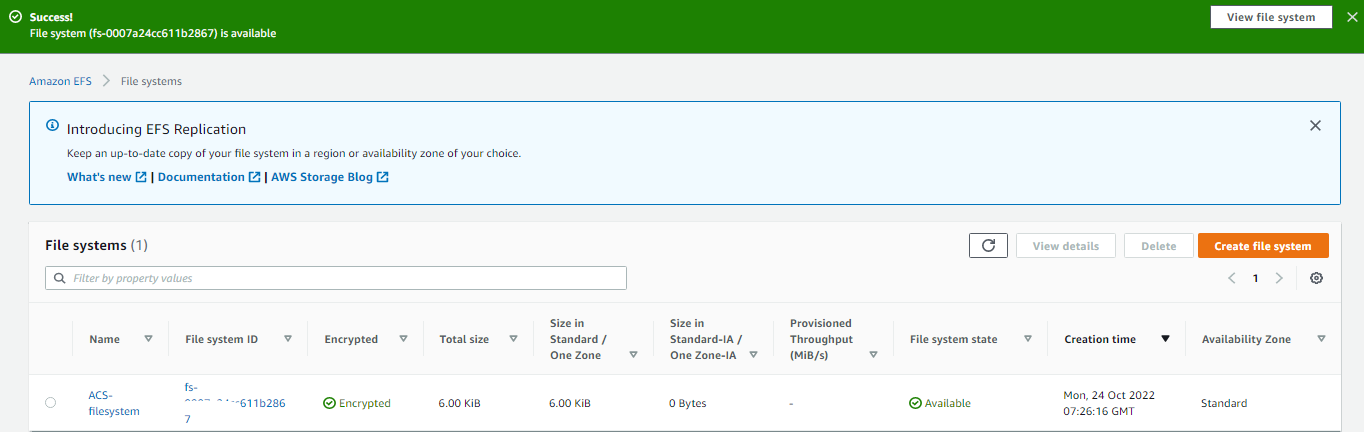 Success!
View file system
File system (fs-0007a24cc611b2867) is available
Amazon EFS
File systems
Introducing EFS Replication
Keep an up-to-date copy of your file system in a region or availability zone of your choice.
What's new | Documentation | AWS Storage Blog
File systems (1)
View details
Delete
Create file system
Filter by property values
1
Name
File system ID
Encrypted
Total size
Size in
Standard /
One Zone
Size in
Standard-IA /
One Zone-IA
Provisioned
Throughput
(MiB/s)
File system state
Creation time
Availability Zone
ACS-
filesystem
fs-
7
Encrypted
6.00 KiB
6.00 KiB
0 Bytes
-
Available
Mon, 24 Oct 2022
07:26:16 GMT
Standard